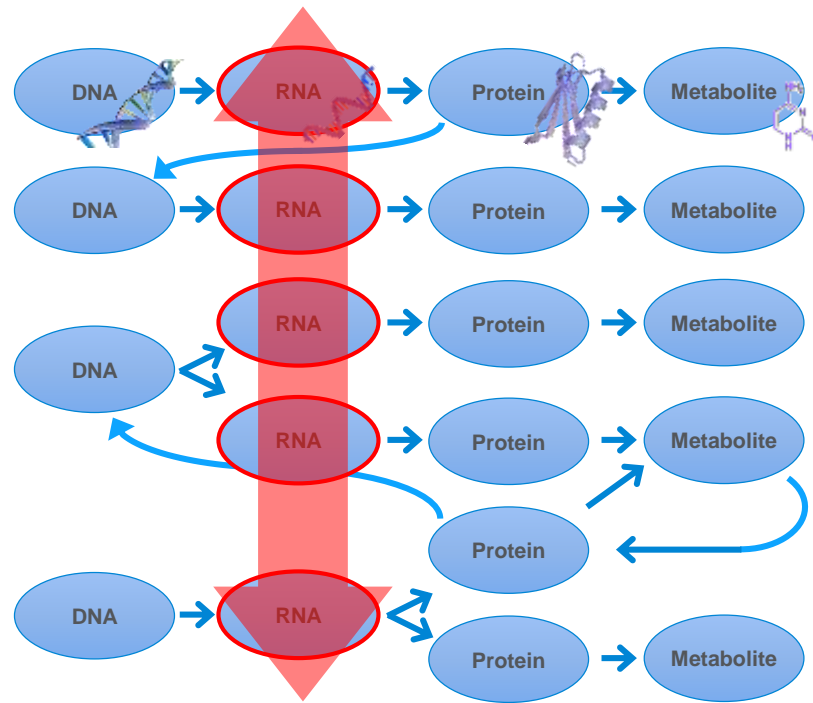 DNA RNA Protein Metabolite
N
N
H
DNA RNA Protein Metabolite
RNA Protein Metabolite
DNA
RNA Protein Metabolite
Protein
DNA RNA
Protein Metabolite